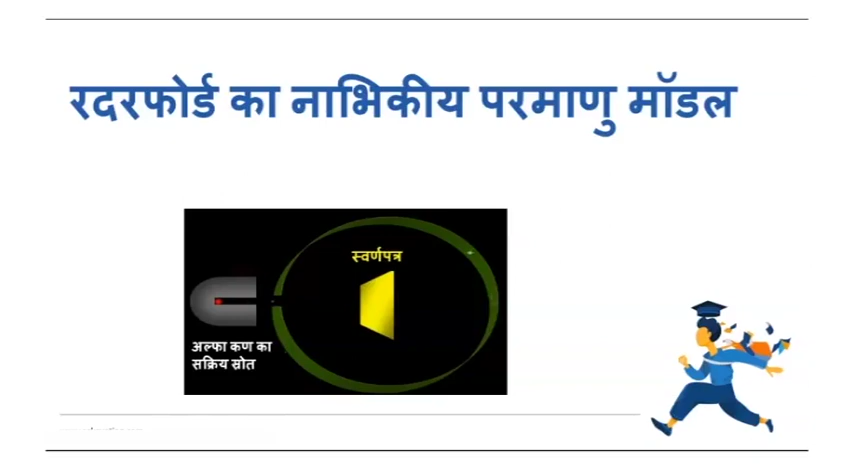 रदरफोर्ड का नाभिकीय परमाणु मॉडल
स्वर्णपत्र
अल्फा कण का
सक्रिय स्रोत